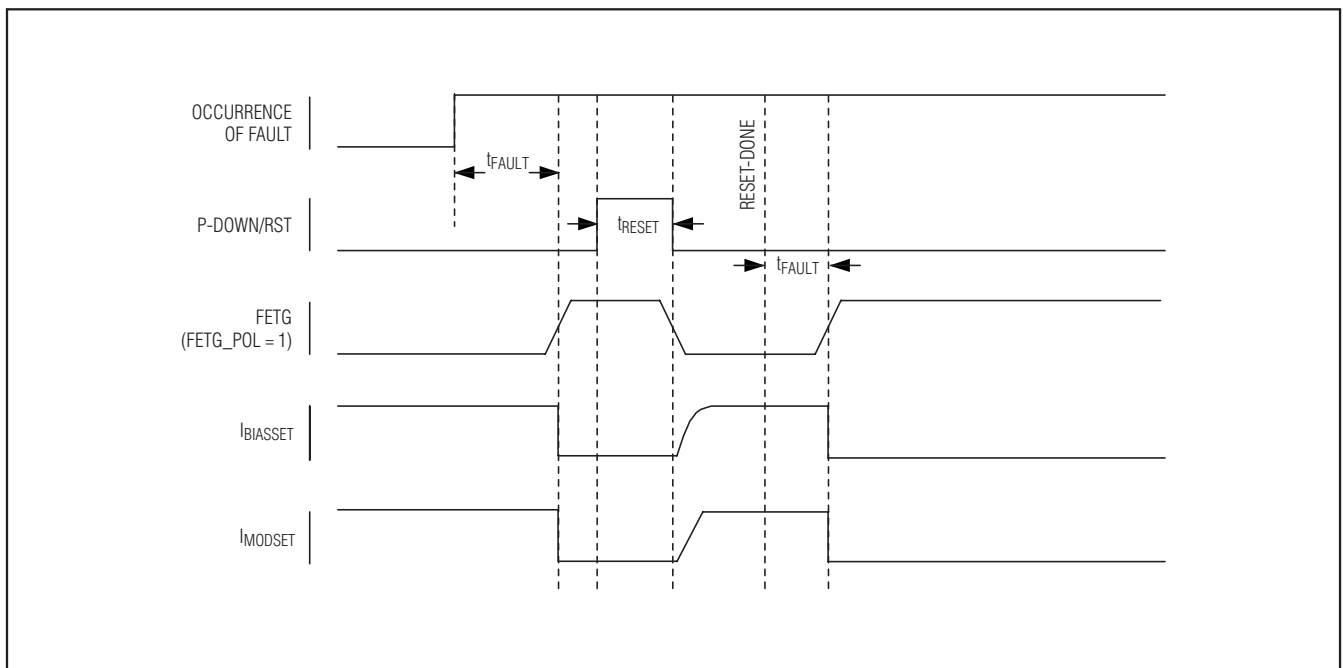 OCCURRENCE
OF FAULT
tFAULT
P-DOWN/RST
tRESET
RESET-DONE
tFAULT
FETG
(FETG_POL = 1)
IBIASSET
IMODSET